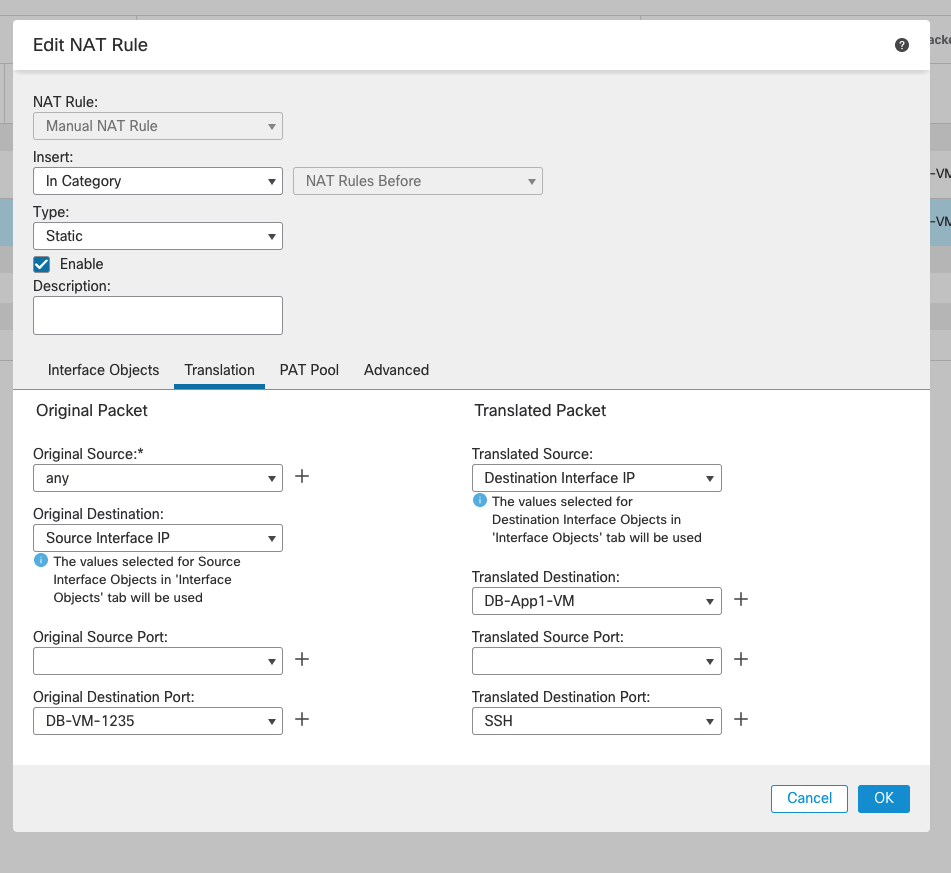 Edit NAT Rule
?
NAT Rule:
Manual NAT Rule
Insert:
In Category
NAT Rules Before
Type:
Static
Enable
Description:
Interface Objects Translation PAT Pool Advanced
Original Packet
Translated Packet
Original Source:*
any
Original Destination:
Source Interface IP
The values selected for Source
Interface Objects in 'Interface
Objects' tab will be used
Original Source Port:
Original Destination Port:
DB-VM-1235
Translated Source:
Destination Interface IP
The values selected for
Destination Interface Objects in
'Interface Objects' tab will be used
Translated Destination:
DB-App1-VM
Translated Source Port:
Translated Destination Port:
SSH
Cancel
OK
-VM
-VM